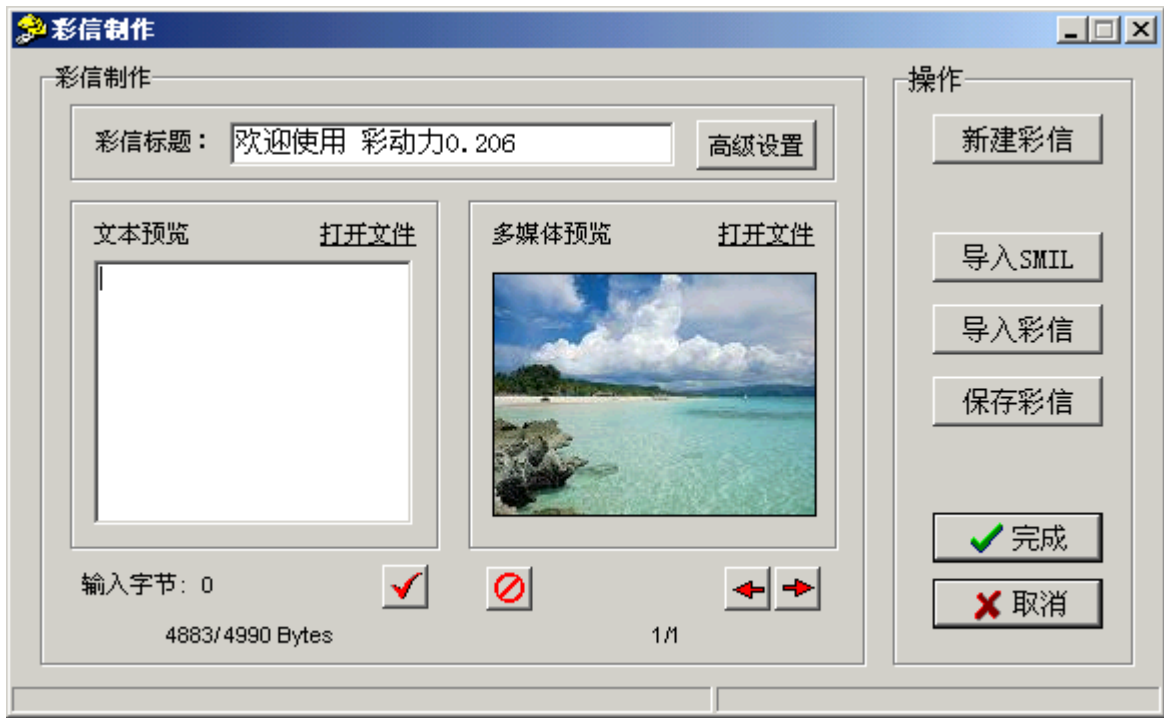 彩信制作
彩信制作
彩信标题：
欢迎使用 彩动力0.206
高级设置
文本预览
打开文件
多媒体预览
打开文件
输入字节: 0
4883/4990 Bytes
1/1
操作
新建彩信
导入SMIL
导入彩信
保存彩信
完成
取消